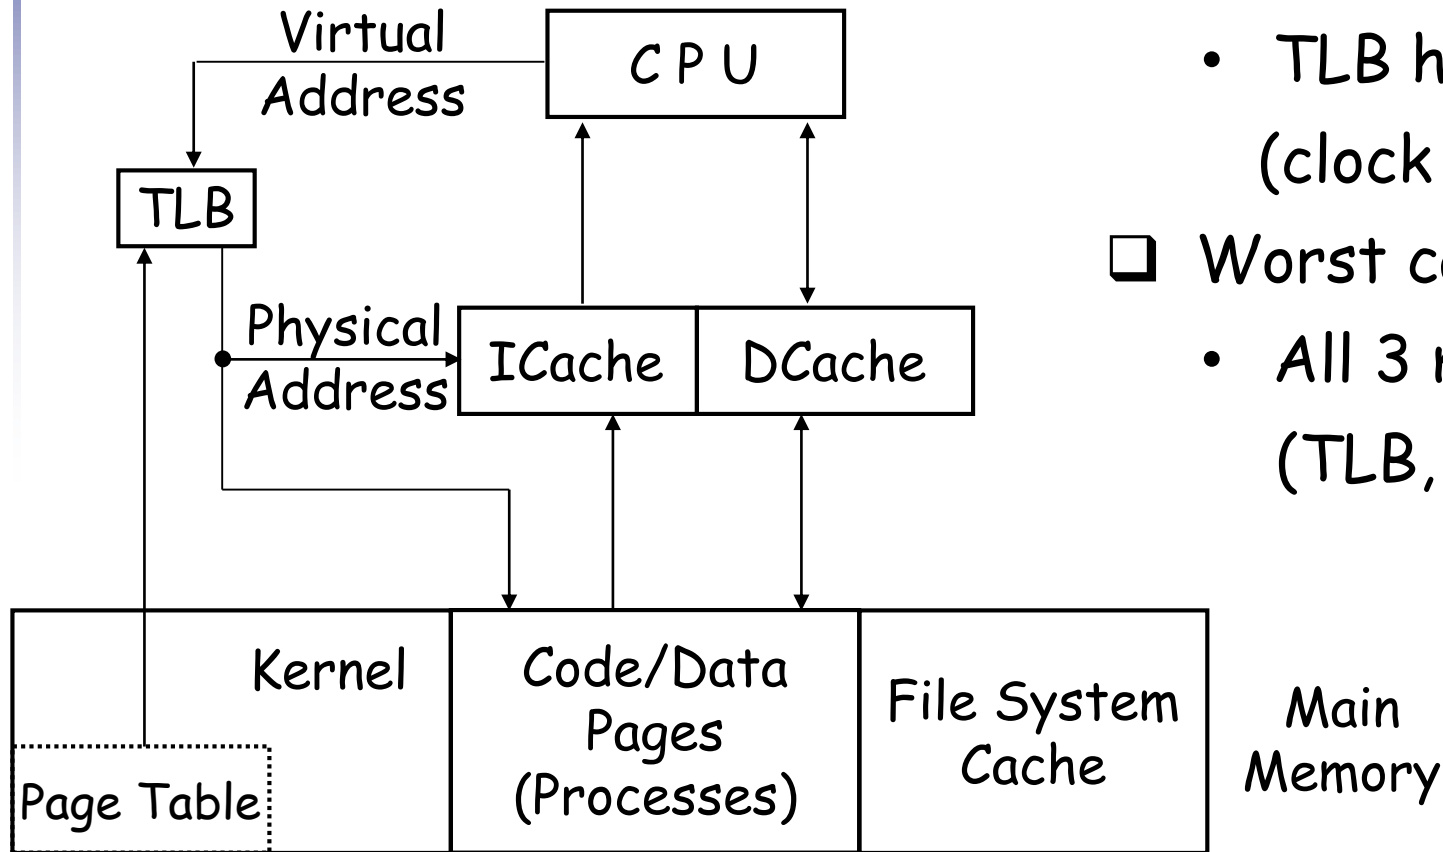 Virtual
Address
C P U
TLB
Physical
Address
ICache
DCache
Kernel
Page Table
Code/Data
Pages
(Processes)
File System
Cache
Main
Memory
• TLB
(clock
❑ Worst
• All 3
(TLB,